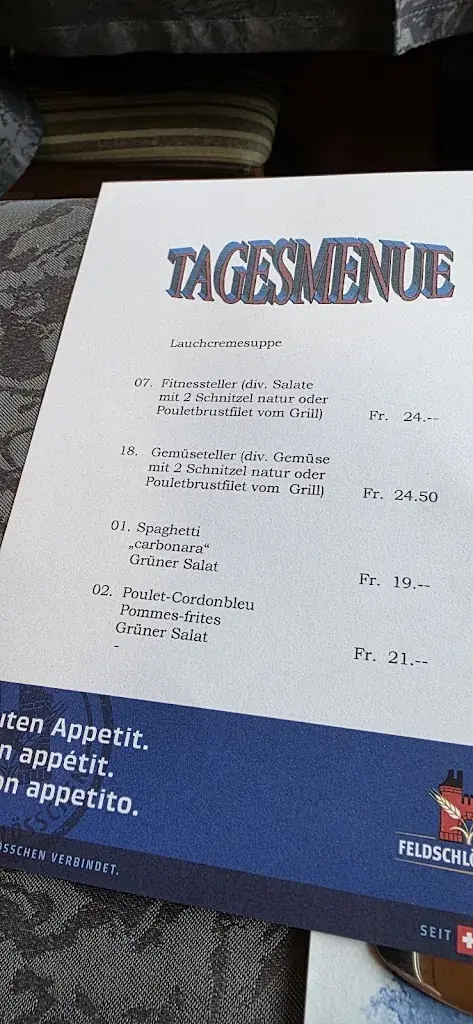 TAGESMENUE
Lauchcremesuppe
07. Fitnessteller (div. Salate
mit 2 Schnitzel natur oder
Pouletbrustfilet vom Grill) Fr. 24.--
18. Gemüseteller (div. Gemüse
mit 2 Schnitzel natur oder
Pouletbrustfilet vom Grill) Fr. 24.50
01. Spaghetti
„carbonara“
Grüner Salat Fr. 19.--
02. Poulet-Cordonbleu
Pommes-frites
Grüner Salat Fr. 21.--
-
uten Appetit.
n appétit.
on appetito.
ÖSSCHEN VERBINDET.
FELDSCHLÖ
SEIT